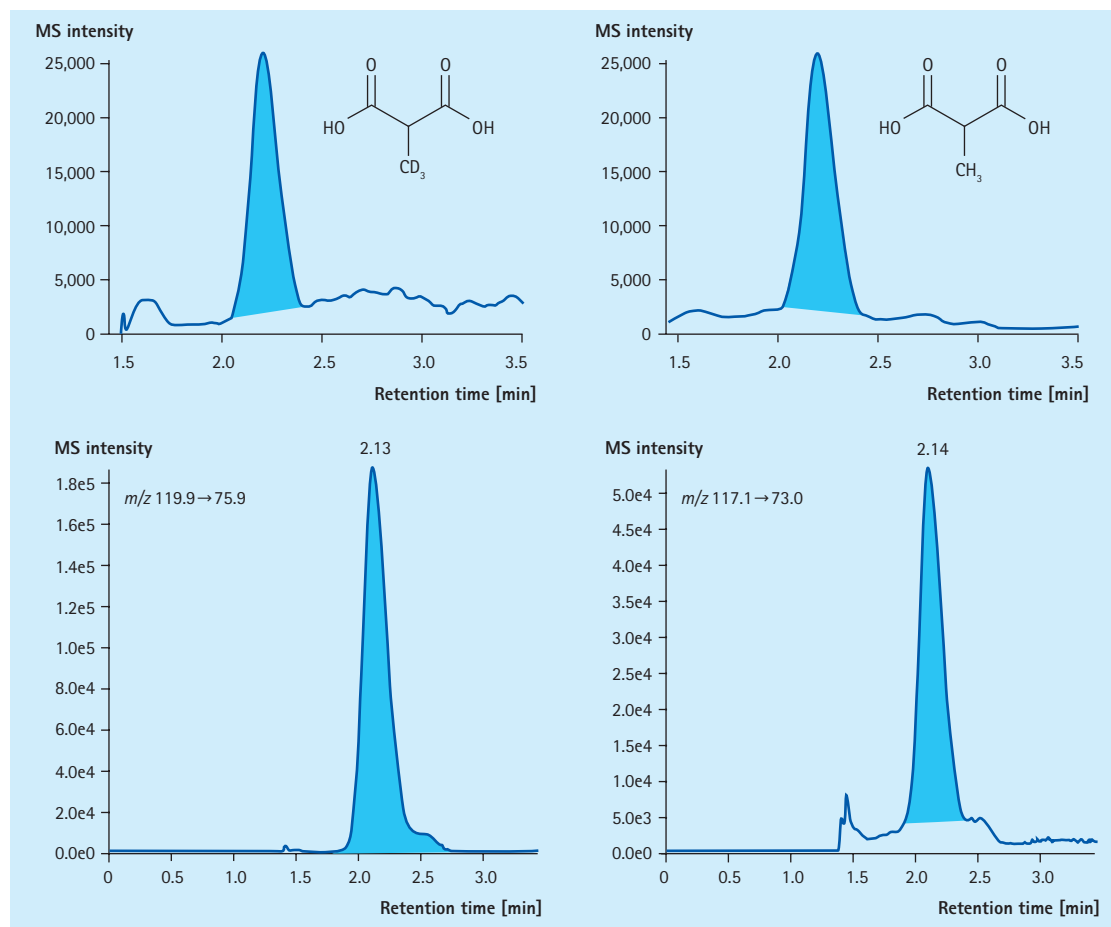 MS intensity
25,000
20,000
15,000
10,000
5,000
0
O O
HO OH
CD3
1.5 2.0 2.5 3.0 3.5
Retention time [min]
MS intensity
25,000
20,000
15,000
10,000
5,000
0
O O
HO OH
CH3
1.5 2.0 2.5 3.0 3.5
Retention time [min]
MS intensity
2.13
m/z 119.9→75.9
1.8e5
1.6e5
1.4e5
1.2e5
1.0e5
8.0e4
6.0e4
4.0e4
2.0e4
0.0e0
0 0.5 1.0 1.5 2.0 2.5 3.0
Retention time [min]
MS intensity
2.14
m/z 117.1→73.0
5.0e4
4.5e4
4.0e4
3.5e4
3.0e4
2.5e4
2.0e4
1.5e4
1.0e4
5.0e3
0.0e0
0 0.5 1.0 1.5 2.0 2.5 3.0
Retention time [min]